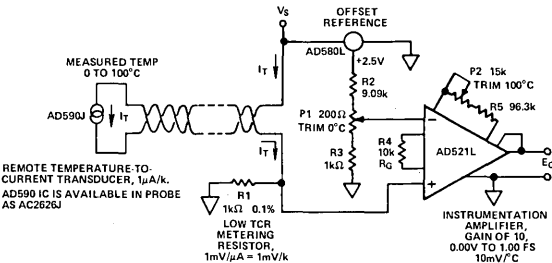 VS
OFFSET
REFERENCE
AD580L
+2.5V
MEASURED TEMP
0 TO 100°C
IT
AD590J
IT
IT
R2
9.09k
P1 200Ω
TRIM 0°C
R3
1kΩ
P2 15k
TRIM 100°C
R5 96.3k
R4
10k
RG
−
+
AD521L
EO
REMOTE TEMPERATURE-TO-
CURRENT TRANSDUCER, 1µA/k.
AD590 IC IS AVAILABLE IN PROBE
AS AC2626J
R1
1kΩ 0.1%
LOW TCR
METERING
RESISTOR,
1mV/µA = 1mV/k
INSTRUMENTATION
AMPLIFIER,
GAIN OF 10,
0.00V TO 1.00 FS
10mV/°C